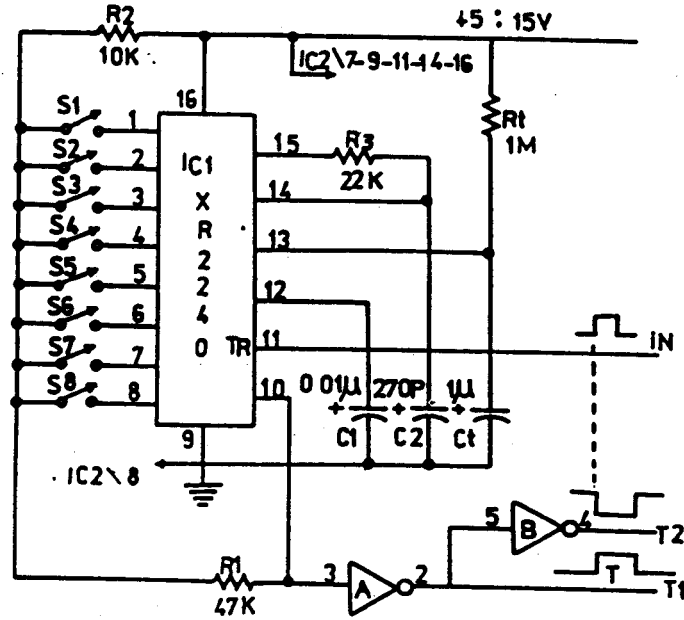 R2
10K
+5 : 15V
IC2\7-9-11-14-16
16
S1
1
S2
2
S3
3
S4
4
S5
5
S6
6
S7
7
S8
8
IC1
X
R
2
2
4
0
TR
15
R3
22K
14
13
12
11
10
Rt
1M
iN
0 01µ
270P
1µ
+
+
+
C1
C2
Ct
9
IC2\8
R1
47K
3
A
2
5
B
4
T2
T
T1